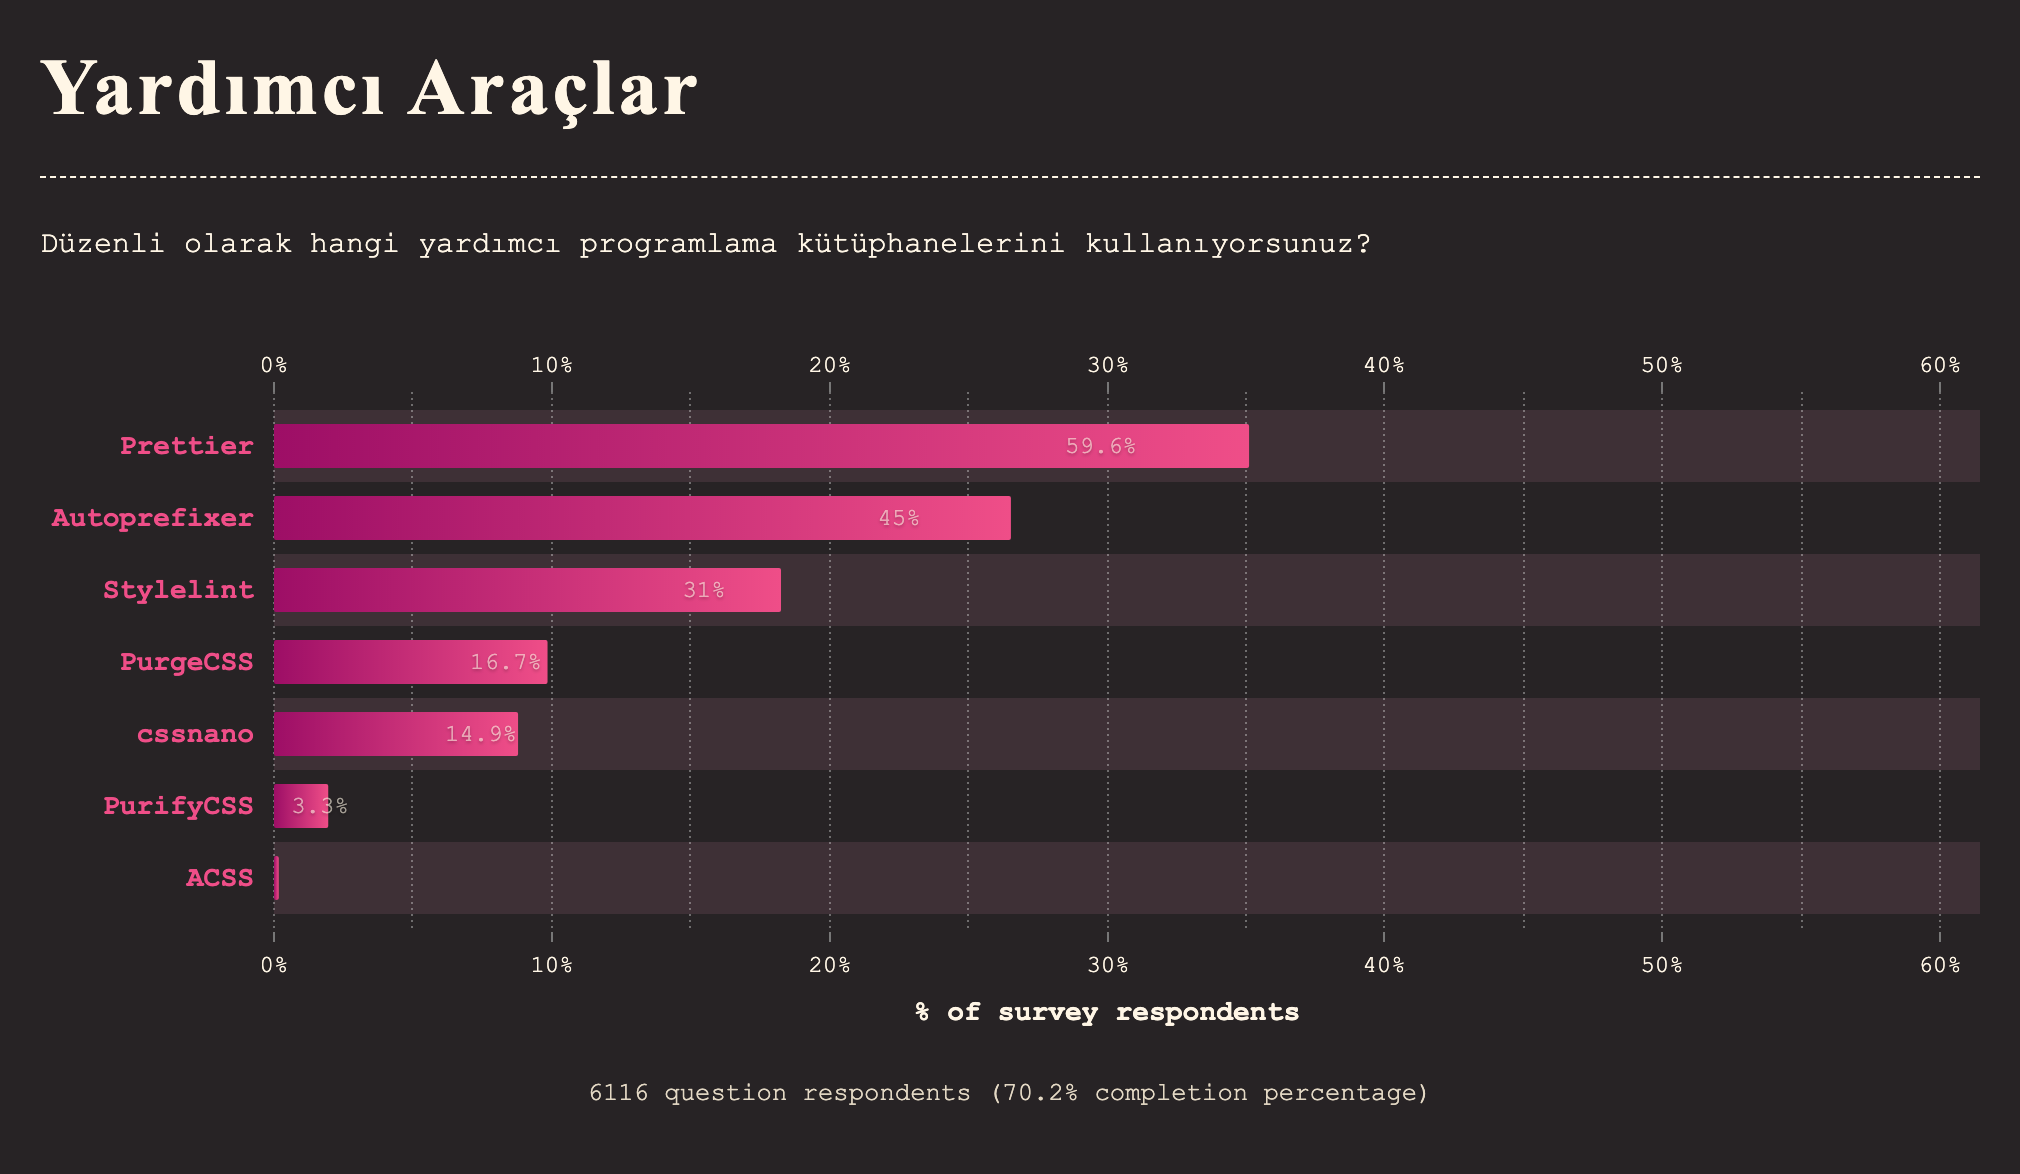 Yardımcı Araçlar
Düzenli olarak hangi yardımcı programlama kütüphanelerini kullanıyorsunuz?
0% 10% 20% 30% 40% 50% 60%
Prettier 59.6%
Autoprefixer 45%
Stylelint 31%
PurgeCSS 16.7%
cssnano 14.9%
PurifyCSS 3.3%
ACSS
0% 10% 20% 30% 40% 50% 60%
% of survey respondents
6116 question respondents (70.2% completion percentage)